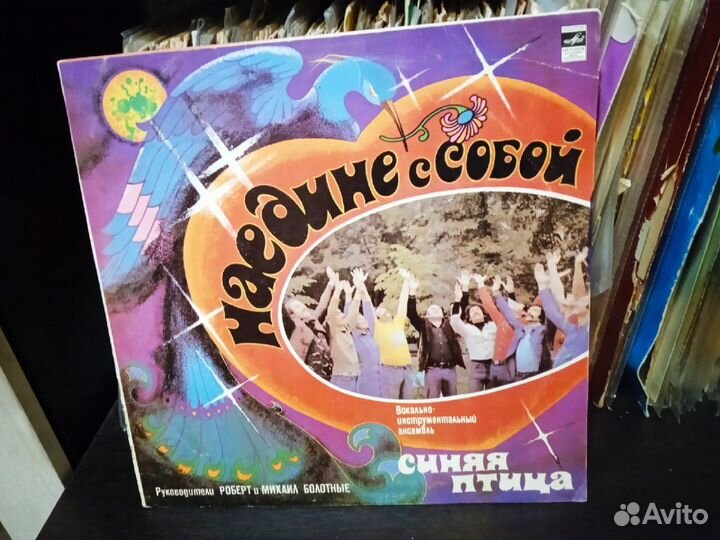 Наедине с собой
Вокально-
инструментальный
ансамбль
синяя
птица
Руководители РОБЕРТ и МИХАИЛ БОЛОТНЫЕ
Avito